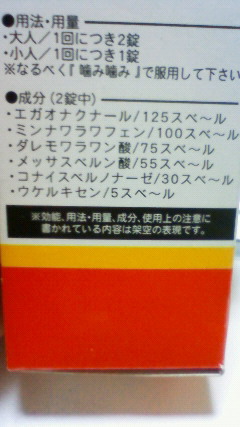 ●用法・用量
・大人/1回につき2錠
・小人/1回につき1錠
※なるべく『噛み噛み』で服用して下さい
●成分(2錠中)
・エガオナクナール/125スベール
・ミンナワラワフェン/100スベール
・ダレモワラワン酸/75スベール
・メッサスベルン酸/55スベール
・コナイスベルノナーゼ/30スベール
・ウケルキセン/5スベール
※効能、用法・用量、成分、使用上の注意に
書かれている内容は架空の表現です。